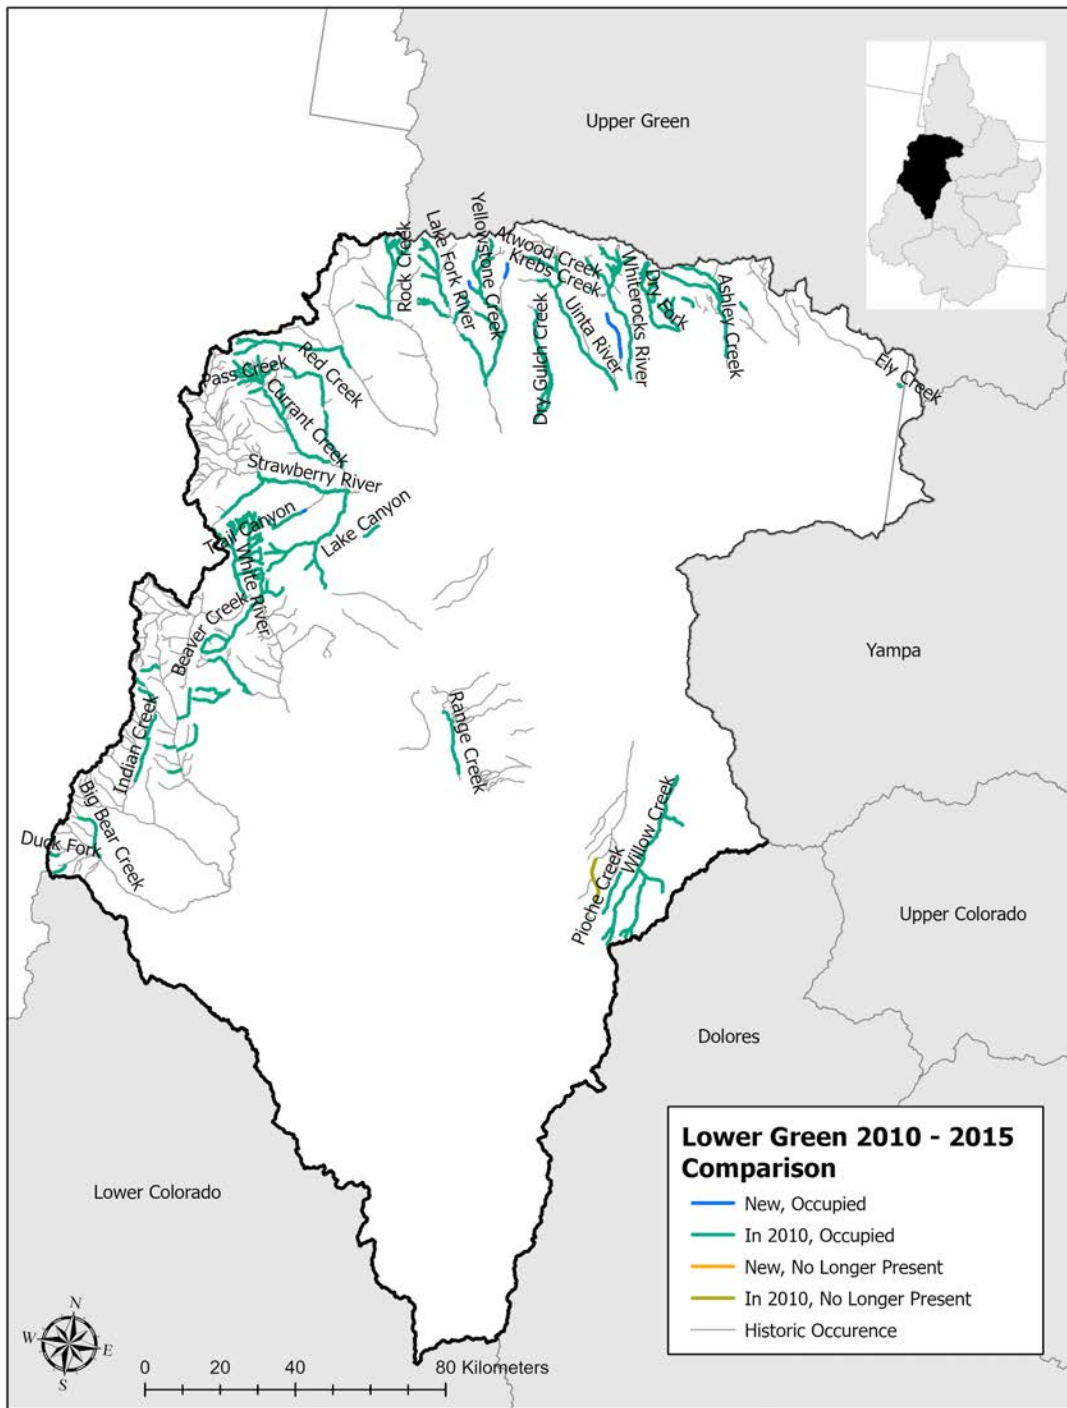 Upper Green
Rock Creek
Lake Fork River
Yellowstone Creek
Atwood Creek
Krebs Creek
Whiterocks River
Dry Fork
Ashley Creek
Uinta River
Dry Gulch Creek
Ely Creek
Pass Creek
Red Creek
Currant Creek
Strawberry River
Trail Canyon
Lake Canyon
White River
Beaver Creek
Yampa
Indian Creek
Range Creek
Big Bear Creek
Duck Fork
Willow Creek
Pioche Creek
Upper Colorado
Dolores
Lower Colorado
Lower Green 2010 - 2015
Comparison
New, Occupied
In 2010, Occupied
New, No Longer Present
In 2010, No Longer Present
Historic Occurence
N
W
E
S
0 20 40 80 Kilometers